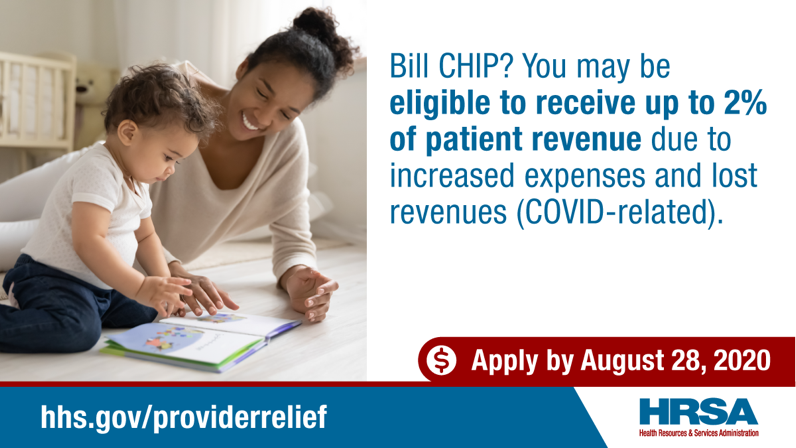 Bill CHIP? You may be
eligible to receive up to 2%
of patient revenue due to
increased expenses and lost
revenues (COVID-related).
$ Apply by August 28, 2020
hhs.gov/providerrelief
HRSA
Health Resources & Services Administration